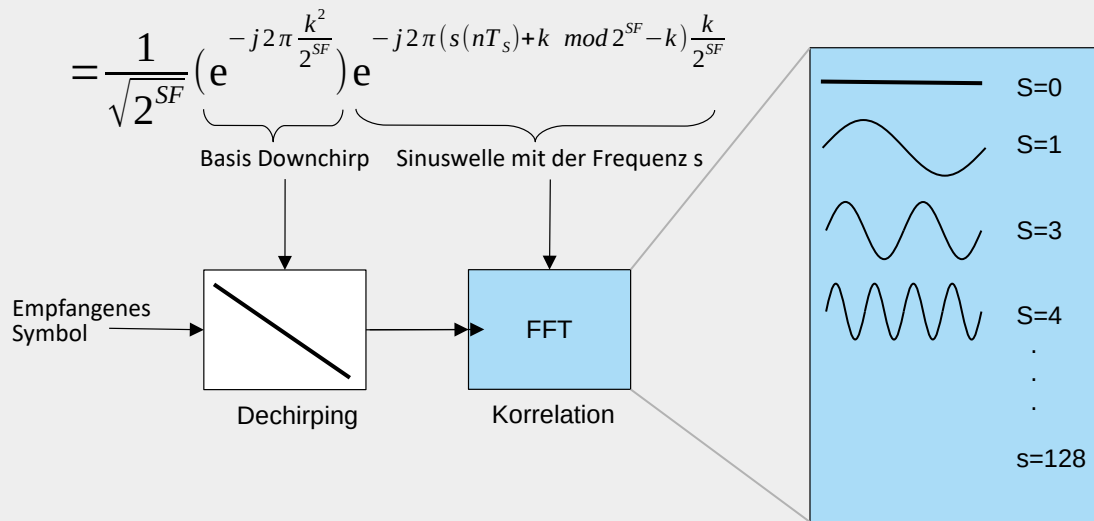 = 1/√(2^SF) (e^(-j2π k²/2^SF)) e^(-j2π(s(nT_S)+k mod 2^SF-k) k/2^SF)
Basis Downchirp
Sinuswelle mit der Frequenz s
Empfangenes
Symbol
FFT
Dechirping
Korrelation
S=0
S=1
S=3
S=4
.
.
.
s=128